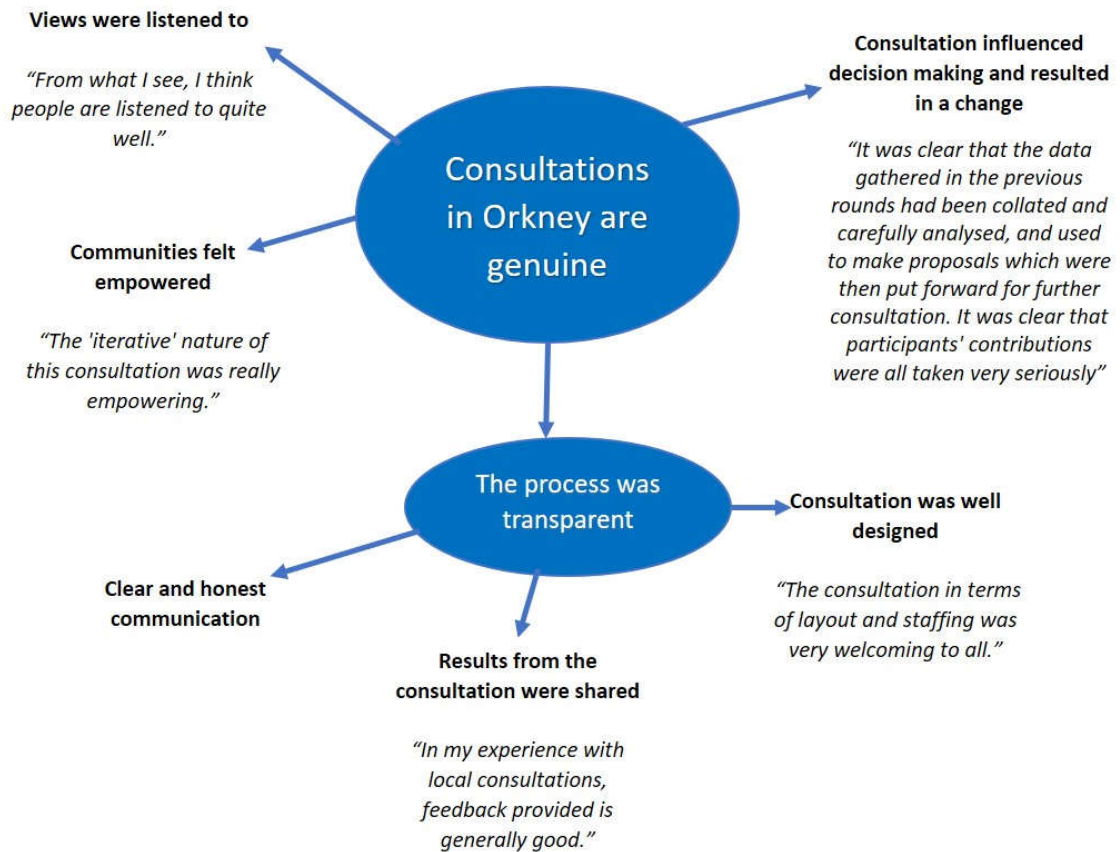 Views were listened to
“From what I see, I think
people are listened to quite
well.”
Consultation influenced
decision making and resulted
in a change
“It was clear that the data
gathered in the previous
rounds had been collated and
carefully analysed, and used
to make proposals which were
then put forward for further
consultation. It was clear that
participants' contributions
were all taken very seriously”
Consultations
in Orkney are
genuine
Communities felt
empowered
“The 'iterative' nature of
this consultation was really
empowering.”
The process was
transparent
Consultation was well
designed
“The consultation in terms
of layout and staffing was
very welcoming to all.”
Clear and honest
communication
Results from the
consultation were shared
“In my experience with
local consultations,
feedback provided is
generally good.”